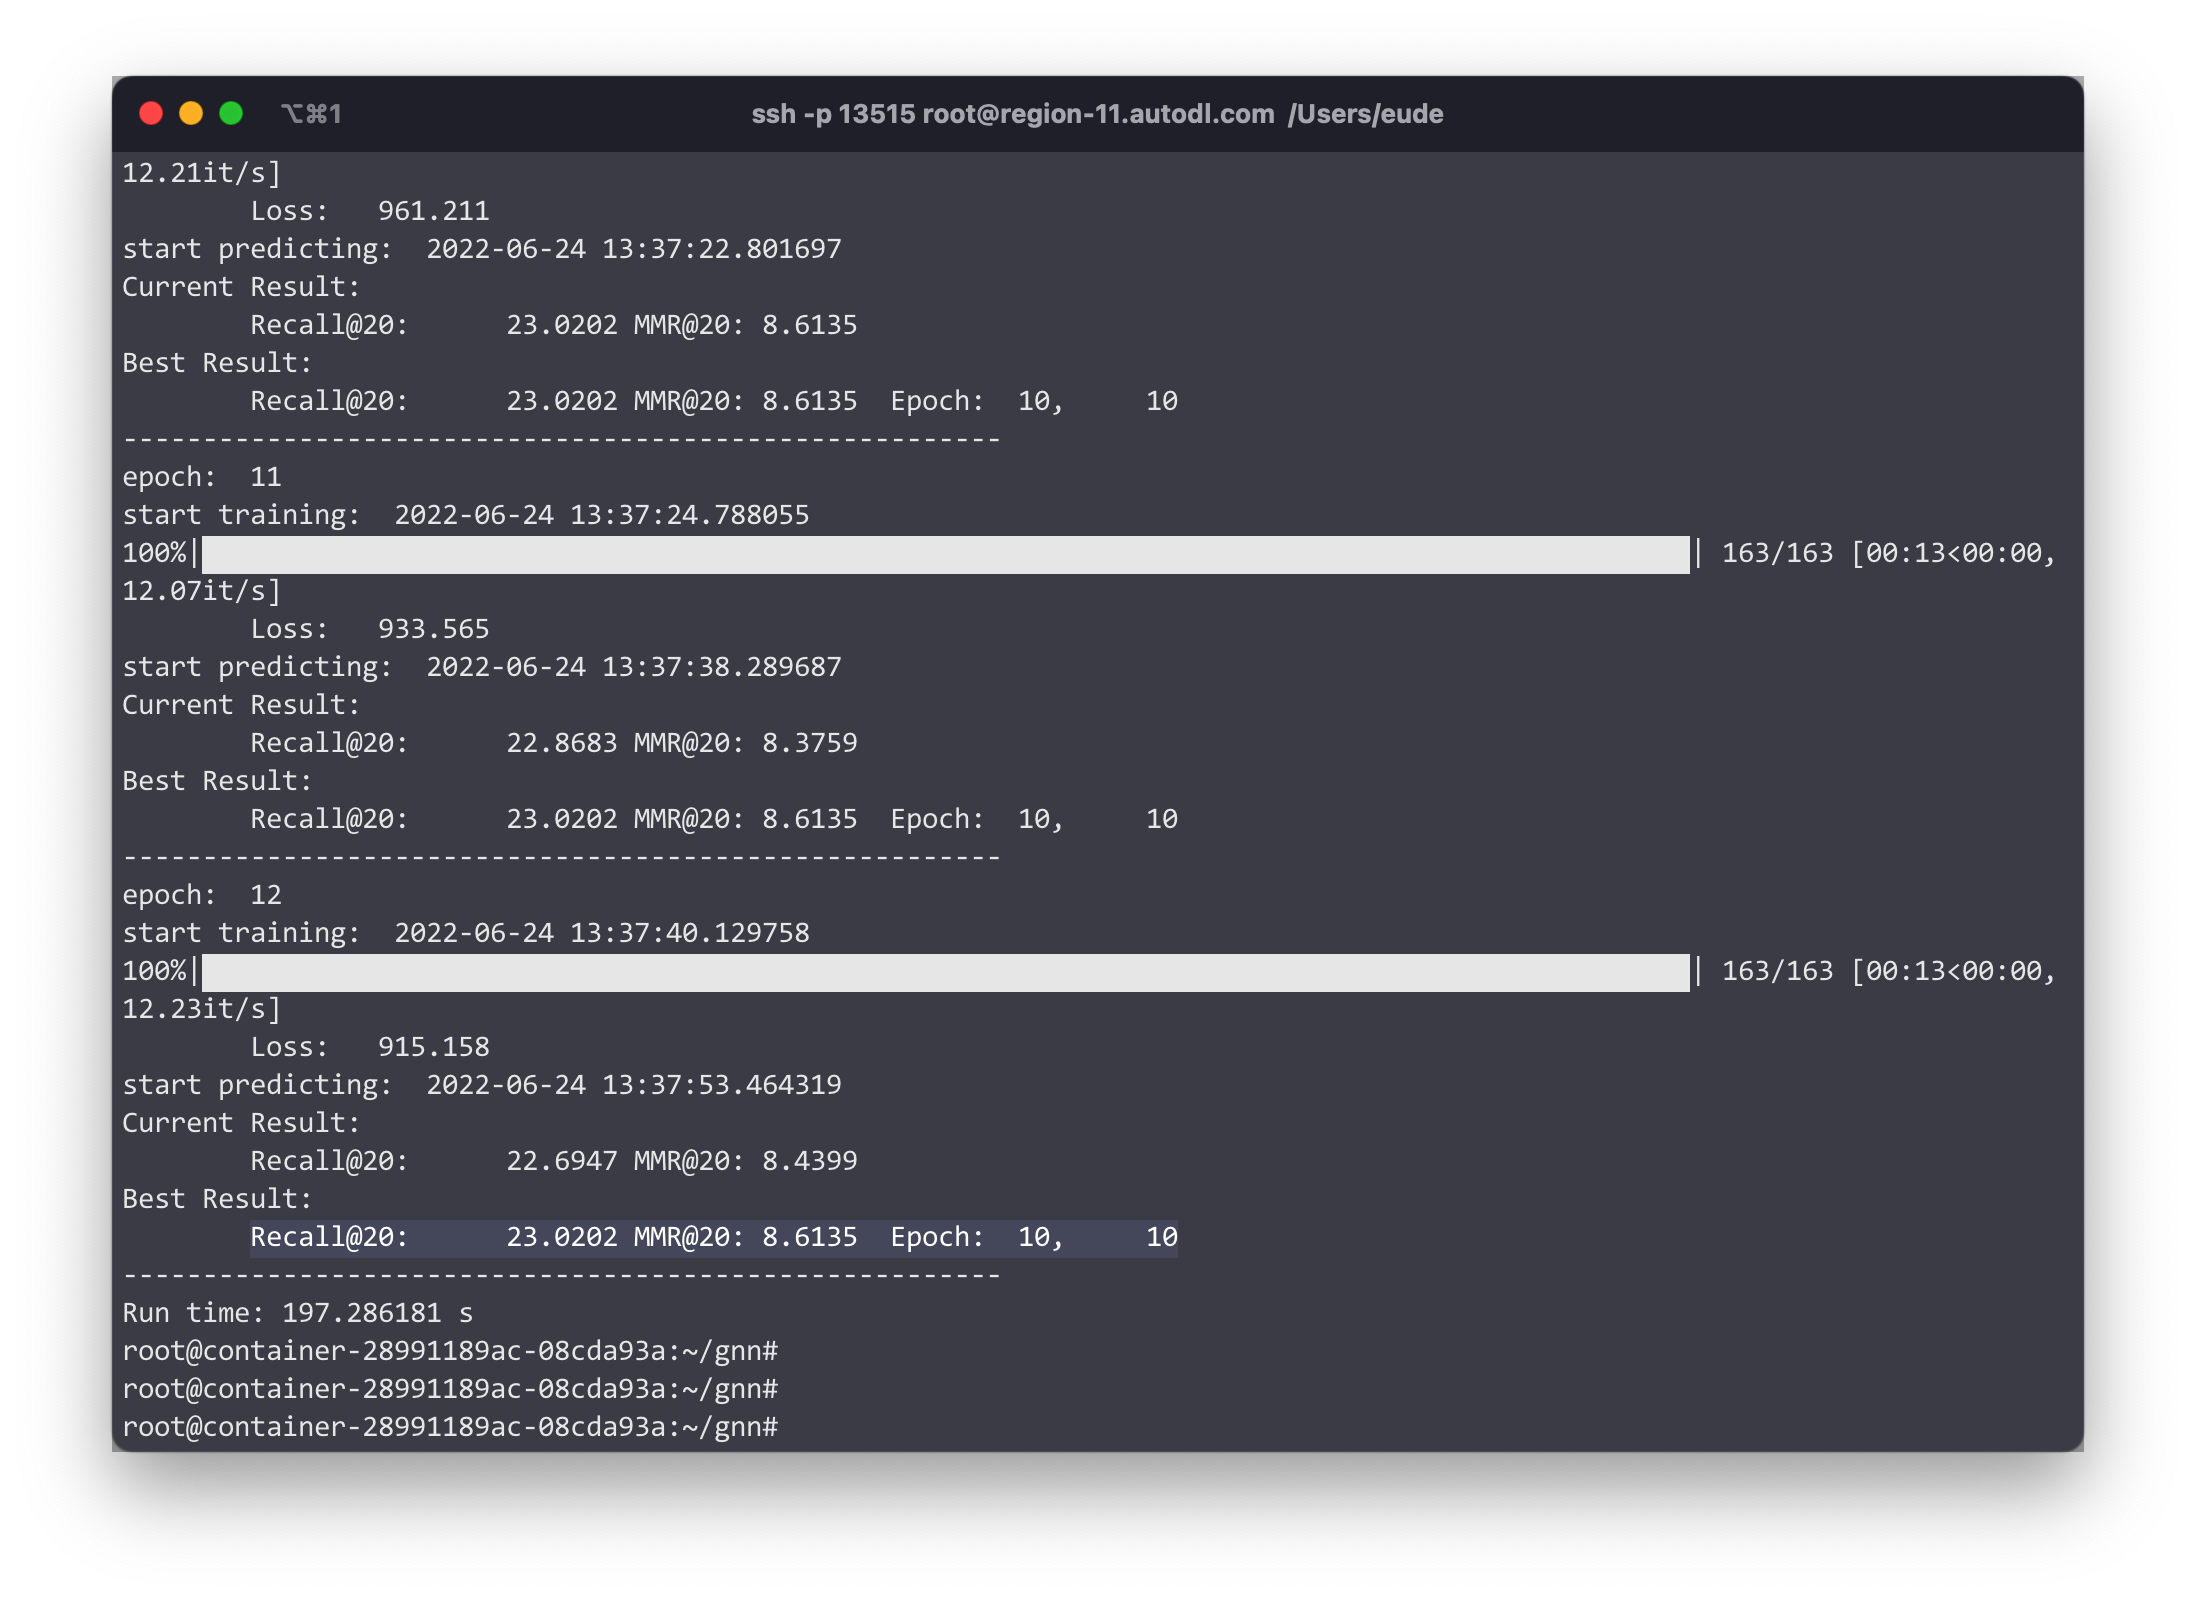 ⌥⌘1 ssh -p 13515 root@region-11.autodl.com /Users/eude
12.21it/s]
Loss: 961.211
start predicting: 2022-06-24 13:37:22.801697
Current Result:
Recall@20: 23.0202 MMR@20: 8.6135
Best Result:
Recall@20: 23.0202 MMR@20: 8.6135 Epoch: 10, 10
-------------------------------------------------------
epoch: 11
start training: 2022-06-24 13:37:24.788055
100%| | 163/163 [00:13<00:00,
12.07it/s]
Loss: 933.565
start predicting: 2022-06-24 13:37:38.289687
Current Result:
Recall@20: 22.8683 MMR@20: 8.3759
Best Result:
Recall@20: 23.0202 MMR@20: 8.6135 Epoch: 10, 10
-------------------------------------------------------
epoch: 12
start training: 2022-06-24 13:37:40.129758
100%| | 163/163 [00:13<00:00,
12.23it/s]
Loss: 915.158
start predicting: 2022-06-24 13:37:53.464319
Current Result:
Recall@20: 22.6947 MMR@20: 8.4399
Best Result:
Recall@20: 23.0202 MMR@20: 8.6135 Epoch: 10, 10
-------------------------------------------------------
Run time: 197.286181 s
root@container-28991189ac-08cda93a:~/gnn#
root@container-28991189ac-08cda93a:~/gnn#
root@container-28991189ac-08cda93a:~/gnn#